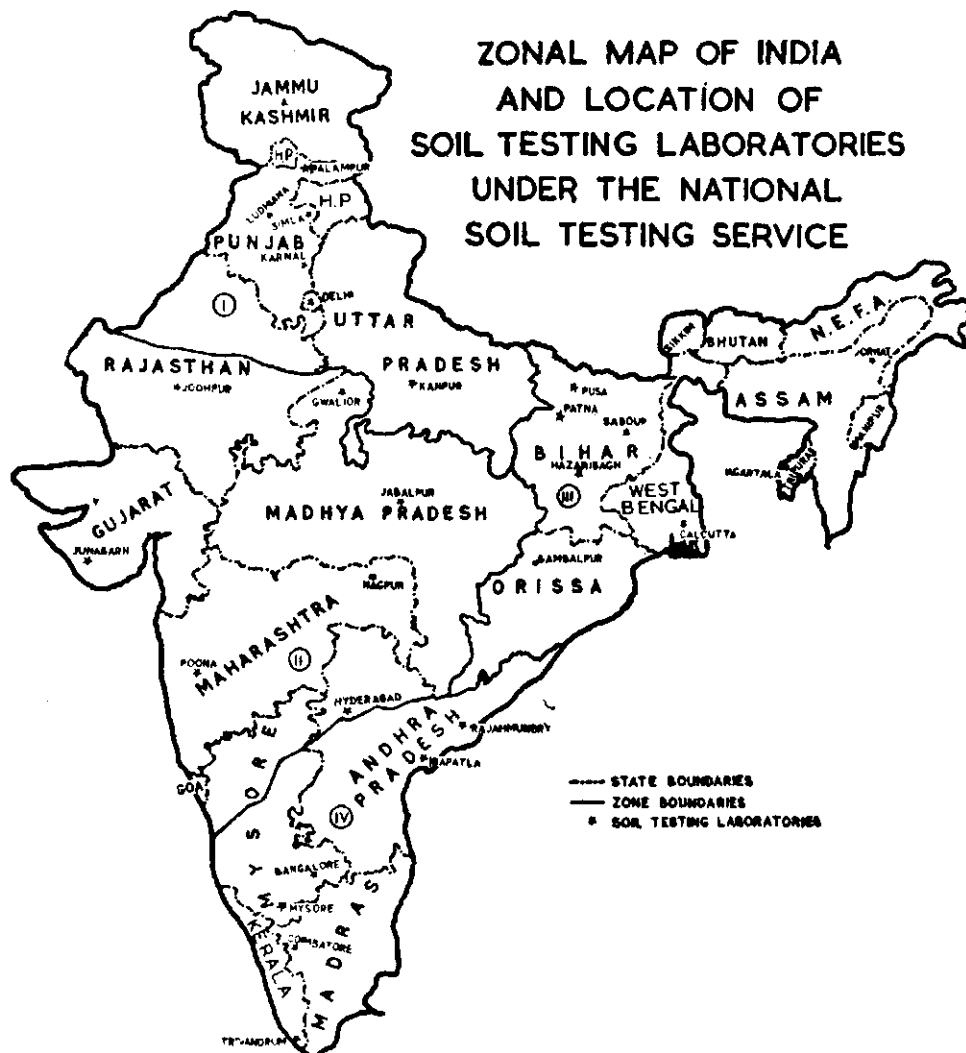 ZONAL MAP OF INDIA
AND LOCATION OF
SOIL TESTING LABORATORIES
UNDER THE NATIONAL
SOIL TESTING SERVICE
JAMMU
&
KASHMIR
HP
PALAMPUR
LUDHIANA
H.P
SIMLA
PUNJAB
KARNAL
I
DELHI
UTTAR
PRADESH
RAJASTHAN
JODHPUR
KANPUR
GWALIOR
SIKKIM
BHUTAN
N.E.F.A.
ASSAM
MANIPUR
AGARTALA
TRIPURA
PUSA
PATNA
SABOUP
BIHAR
HAZARIBAGH
III
WEST
BENGAL
CALCUTTA
GUJARAT
JUNAGARH
JABALPUR
MADHYA PRADESH
SAMBALPUR
ORISSA
NAGPUR
MAHARASHTRA
POONA
II
HYDERABAD
ANDHRA
PRADESH
RAJAHMUNDRY
BAPATLA
GOA
MYSORE
IV
BANGALORE
MYSORE
COIMBATORE
KERALA
MADRAS
TRIVANDRUM
STATE BOUNDARIES
ZONE BOUNDARIES
* SOIL TESTING LABORATORIES